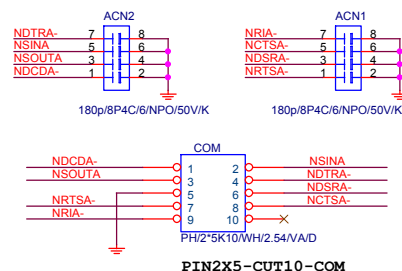 ACN2
NDTRA- 7 8
NSINA 5 6
NSOUTA 3 4
NDCDA- 1 2
180p/8P4C/6/NPO/50V/K
ACN1
NRIA- 7 8
NCTSA- 5 6
NDSRA- 3 4
NRTSA- 1 2
180p/8P4C/6/NPO/50V/K
COM
NDCDA- 1 2 NSINA
NSOUTA 3 4 NDTRA-
5 6 NDSRA-
NRTSA- 7 8 NCTSA-
NRIA- 9 10
PH/2*5K10/WH/2.54/VA/D
PIN2X5-CUT10-COM